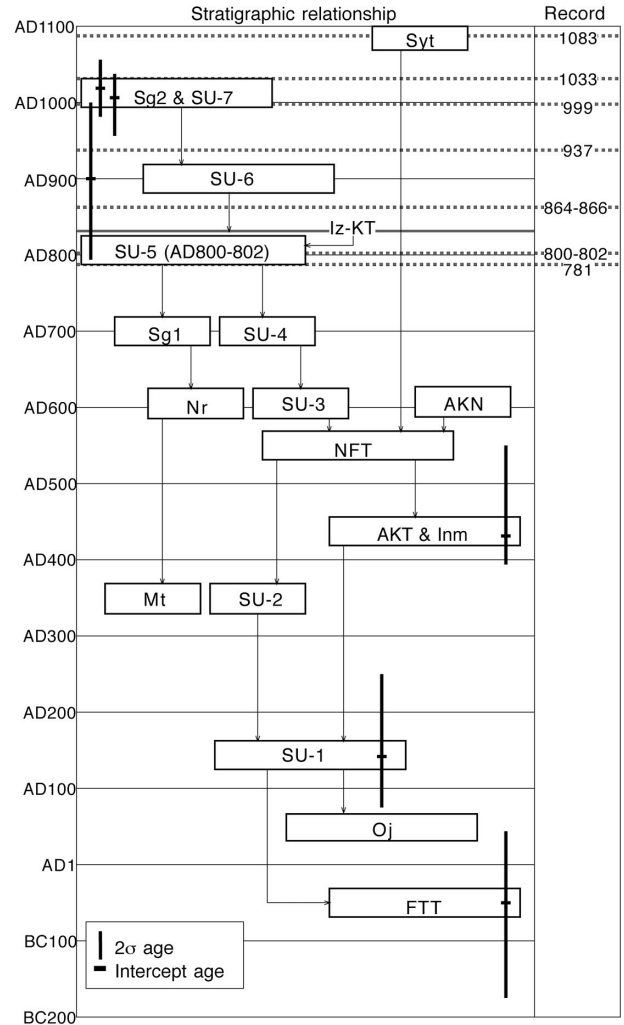 Stratigraphic relationship Record
AD1100
Syt 1083
1033
AD1000 Sg2 & SU-7 999
937
AD900 SU-6
864-866
Iz-KT
AD800 SU-5 (AD800-802) 800-802
781
AD700 Sg1 SU-4
AD600 Nr SU-3 AKN
NFT
AD500
AKT & Inm
AD400
Mt SU-2
AD300
AD200
SU-1
AD100
Oj
AD1
FTT
BC100
2σ age
Intercept age
BC200